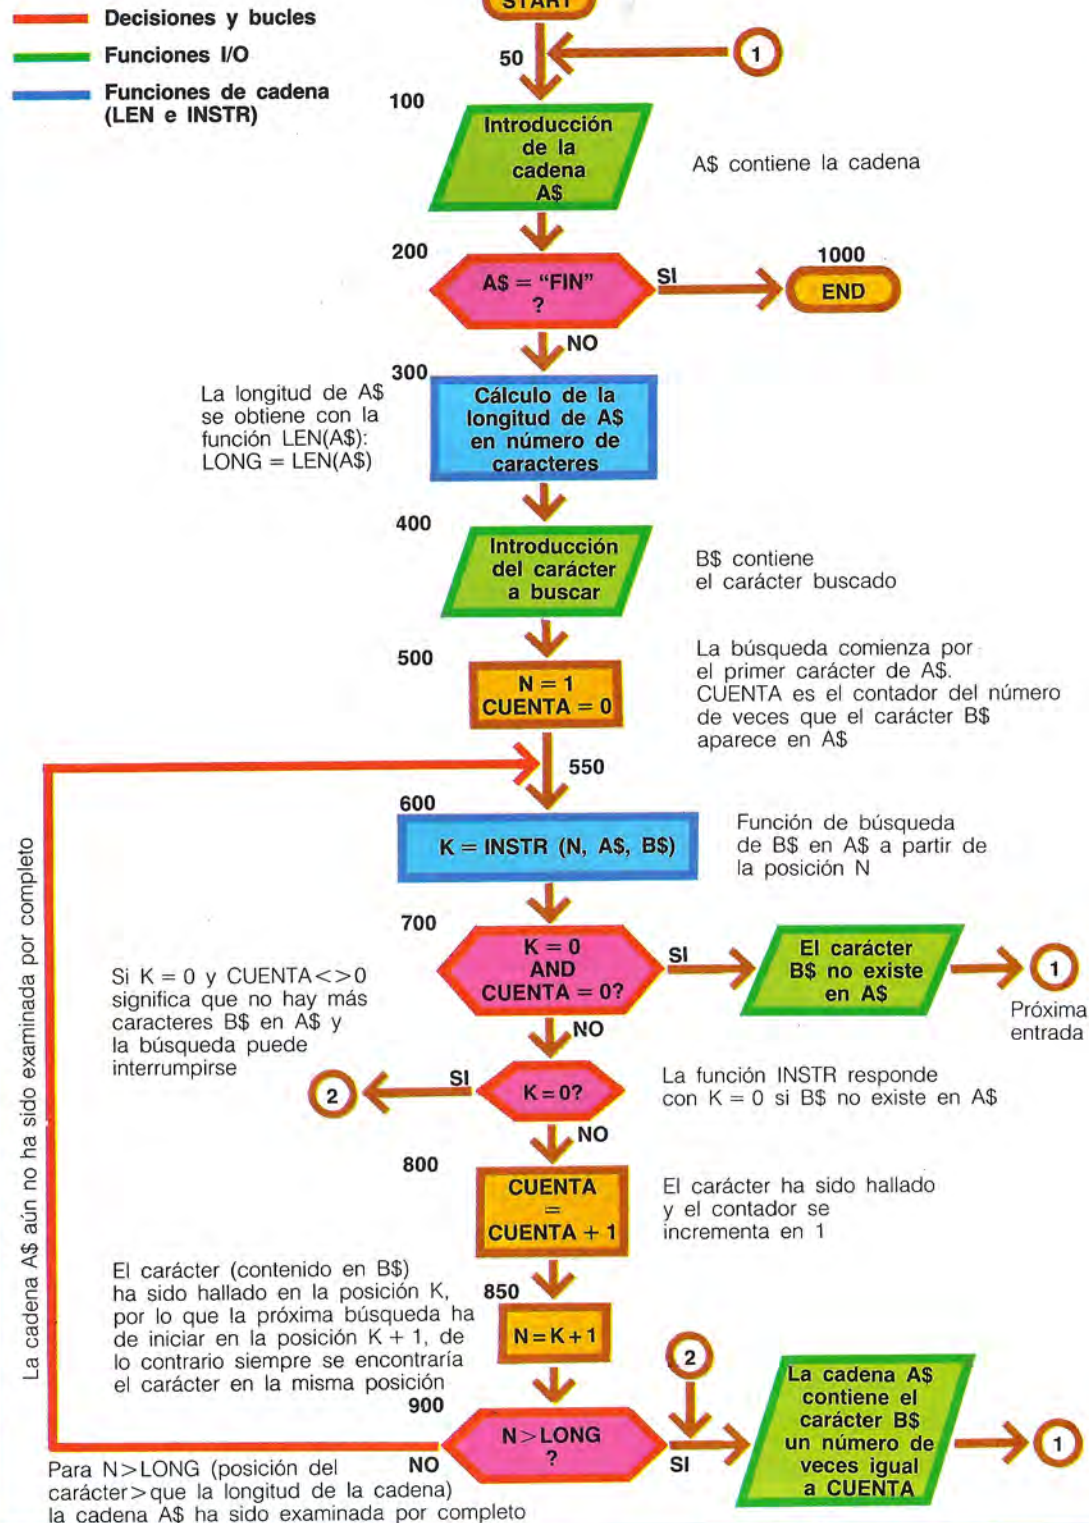 Decisiones y bucles
Funciones I/O
Funciones de cadena
(LEN e INSTR)
START
50
1
100
Introducción
de la
cadena
A$
A$ contiene la cadena
200
A$ = “FIN”
?
SI
1000
END
NO
300
La longitud de A$
se obtiene con la
función LEN(A$):
LONG = LEN(A$)
Cálculo de la
longitud de A$
en número de
caracteres
400
Introducción
del carácter
a buscar
B$ contiene
el carácter buscado
500
N = 1
CUENTA = 0
La búsqueda comienza por
el primer carácter de A$.
CUENTA es el contador del número
de veces que el carácter B$
aparece en A$
550
600
K = INSTR (N, A$, B$)
Función de búsqueda
de B$ en A$ a partir de
la posición N
700
K = 0
AND
CUENTA = 0?
SI
El carácter
B$ no existe
en A$
1
Próxima
entrada
NO
Si K = 0 y CUENTA<>0
significa que no hay más
caracteres B$ en A$ y
la búsqueda puede
interrumpirse
2
SI
K = 0?
La función INSTR responde
con K = 0 si B$ no existe en A$
NO
800
CUENTA
=
CUENTA + 1
El carácter ha sido hallado
y el contador se
incrementa en 1
El carácter (contenido en B$)
ha sido hallado en la posición K,
por lo que la próxima búsqueda ha
de iniciar en la posición K + 1, de
lo contrario siempre se encontraría
el carácter en la misma posición
850
N = K + 1
2
900
N > LONG
?
NO
SI
La cadena A$
contiene el
carácter B$
un número de
veces igual
a CUENTA
1
Para N>LONG (posición del
carácter>que la longitud de la cadena)
la cadena A$ ha sido examinada por completo
La cadena A$ aún no ha sido examinada por completo